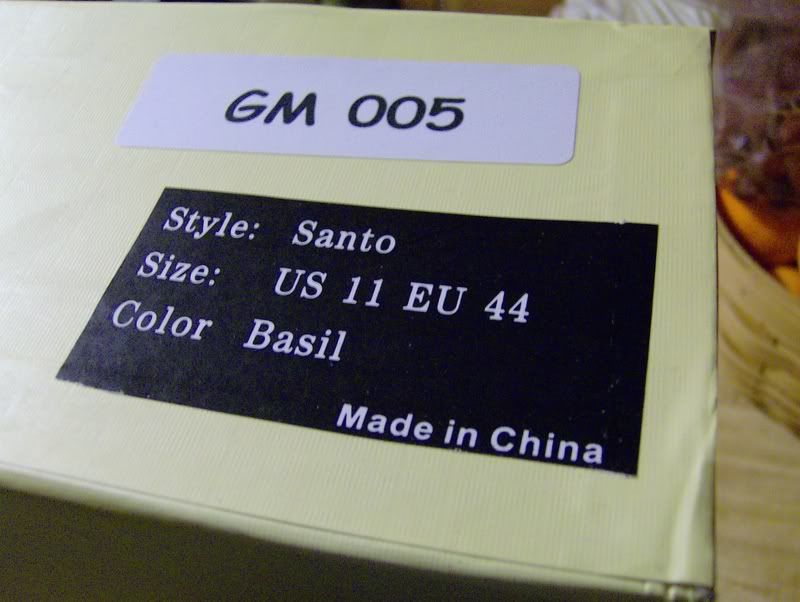 GM 005
Style: Santo
Size: US 11 EU 44
Color Basil
Made in China